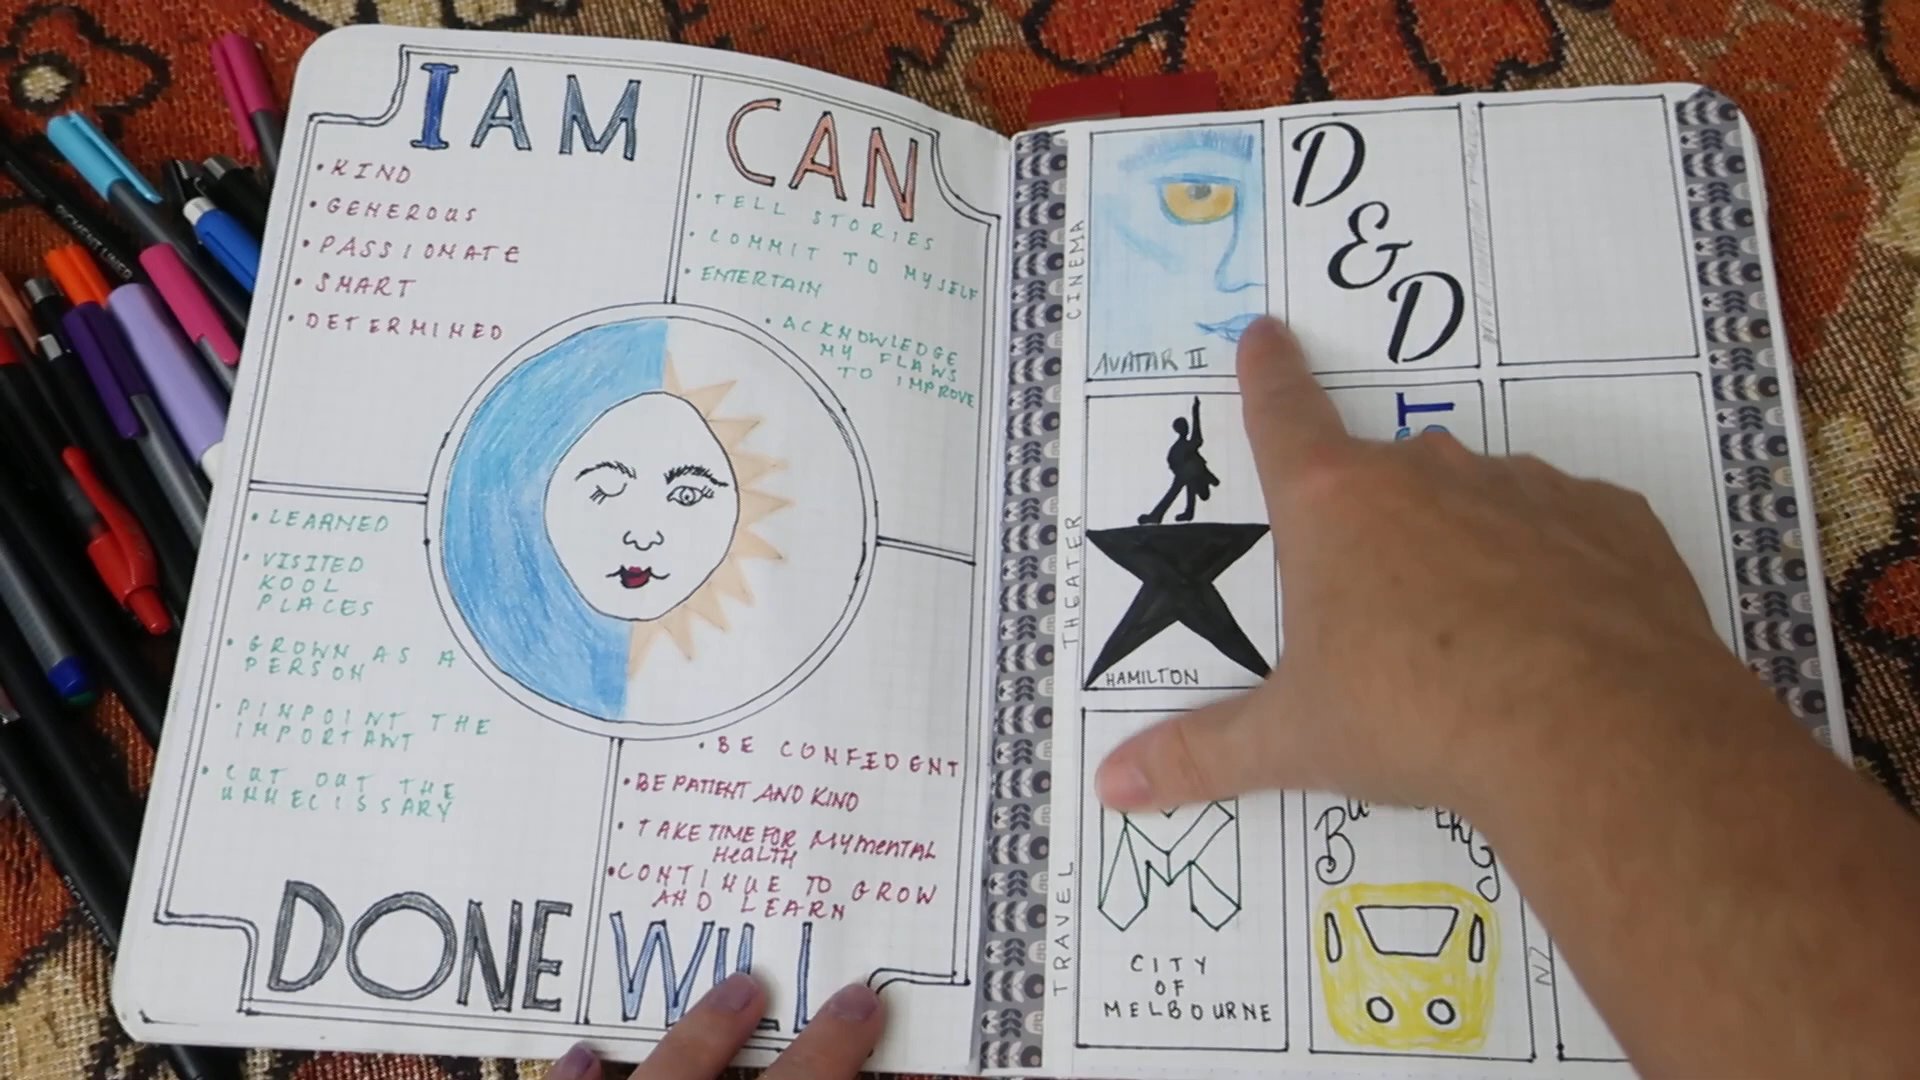 I AM
• KIND
• GENEROUS
• PASSIONATE
• SMART
• DETERMINED
CAN
• TELL STORIES
• COMMIT TO MYSELF
• ENTERTAIN
• ACKNOWLEDGE
MY FLAWS
TO IMPROVE
• LEARNED
• VISITED
KOOL
PLACES
• GROWN AS A
PERSON
• PINPOINT THE
IMPORTANT
• CUT OUT THE
UNNECISSARY
DONE
• BE CONFIDENT
• BE PATIENT AND KIND
• TAKE TIME FOR MY MENTAL
HEALTH
• CONTINUE TO GROW
AND LEARN
WILL
CINEMA
AVATAR II
D
&
D
THEATER
HAMILTON
TRAVEL
CITY
OF
MELBOURNE
NZ
PIGMENT LINER